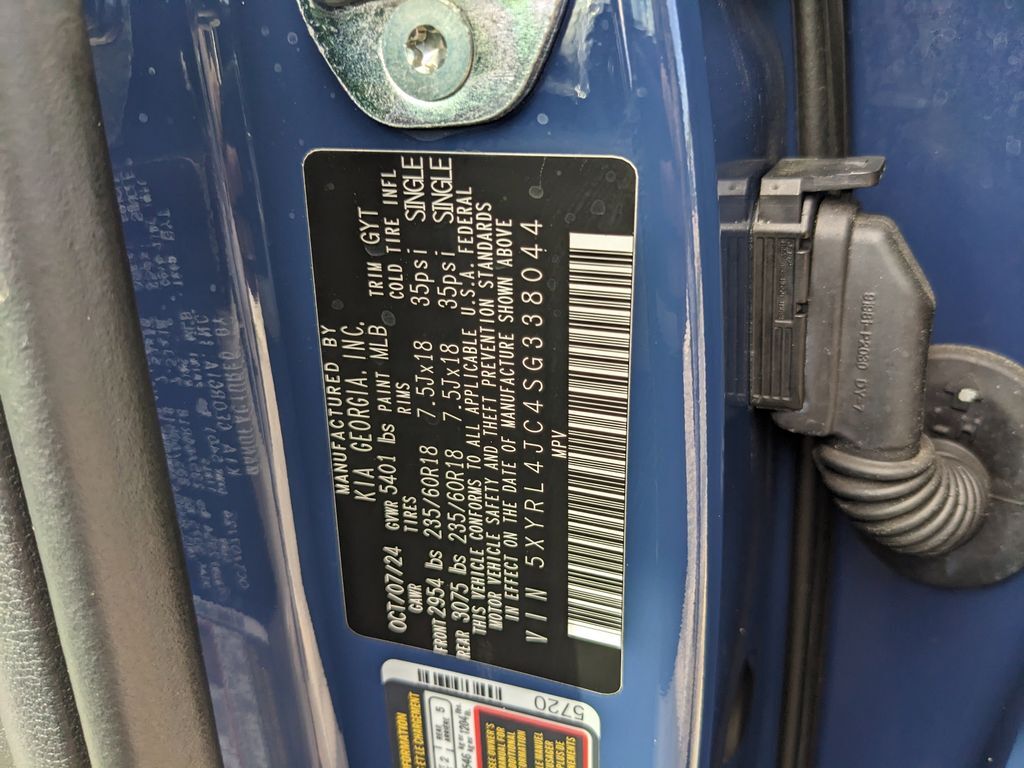 MANUFACTURED BY
KIA GEORGIA. INC.
OCT/07/24 GVWR 5401 lbs PAINT MLB TRIM GYT
GAWR TIRES RIMS COLD TIRE INFL
FRONT 2954 lbs 235/60R18 7.5Jx18 35psi SINGLE
REAR 3075 lbs 235/60R18 7.5Jx18 35psi SINGLE
THIS VEHICLE CONFORMS TO ALL APPLICABLE U.S.A. FEDERAL
MOTOR VEHICLE SAFETY AND THEFT PREVENTION STANDARDS
IN EFFECT ON THE DATE OF MANUFACTURE SHOWN ABOVE
VIN 5XYRL4JC4SG338044
MPV
5720